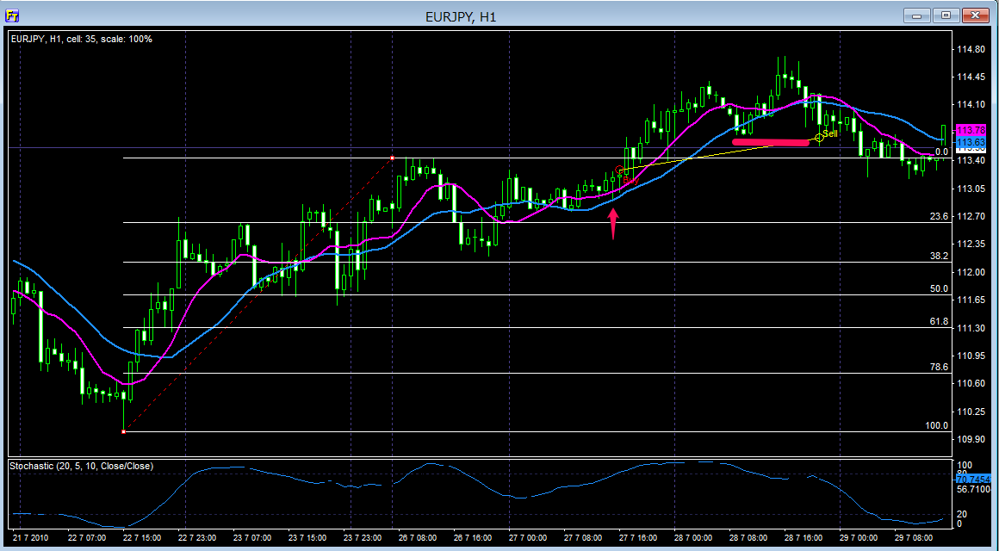 FT
EURJPY, H1
EURJPY, H1, cell: 35, scale: 100%
114.80
114.45
114.10
113.78
113.63
113.40
113.05
112.70
112.35
112.00
111.65
111.30
110.95
110.60
110.25
109.90
Sell
Buy
0.0
23.6
38.2
50.0
61.8
78.6
100.0
Stochastic (20, 5, 10, Close/Close)
100
80
70.7454
56.7100
20
0
21 7 2010
22 7 07:00
22 7 15:00
22 7 23:00
23 7 07:00
23 7 15:00
23 7 23:00
26 7 08:00
26 7 16:00
27 7 00:00
27 7 08:00
27 7 16:00
28 7 00:00
28 7 08:00
28 7 16:00
29 7 00:00
29 7 08:00